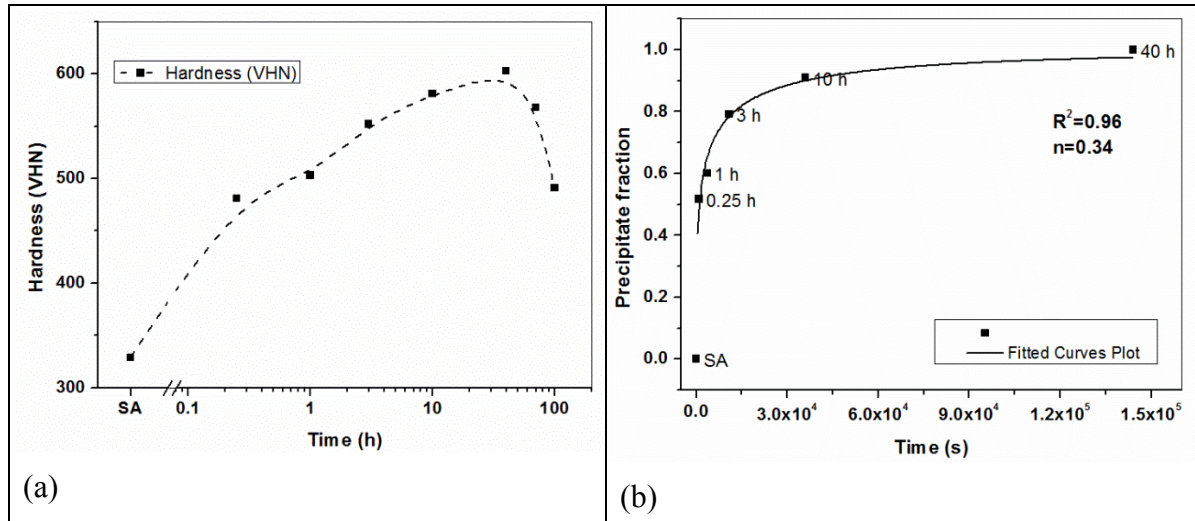 Hardness (VHN)
600
500
400
300
Hardness (VHN)
SA
0.1
1
10
100
Time (h)
(a)
1.0
0.8
0.6
0.4
0.2
0.0
Precipitate fraction
40 h
10 h
3 h
1 h
0.25 h
SA
R²=0.96
n=0.34
Fitted Curves Plot
0.0
3.0x10⁴
6.0x10⁴
9.0x10⁴
1.2x10⁵
1.5x10⁵
Time (s)
(b)